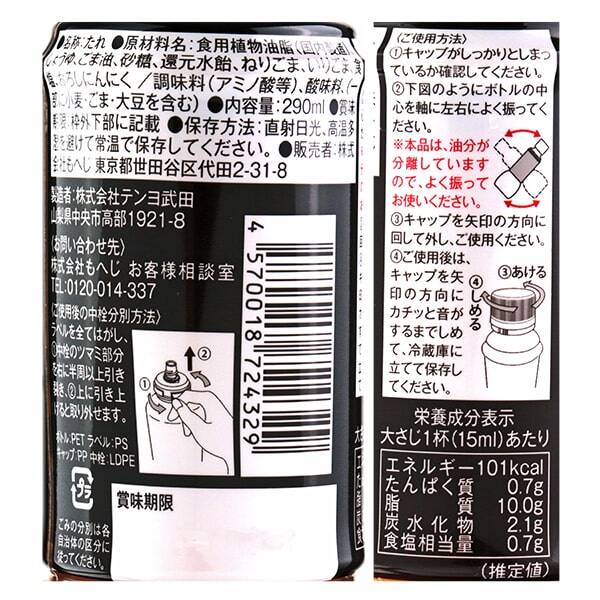 ●名称：たれ ●原材料名：食用植物油脂（国内製造）、
しょうゆ、ごま油、砂糖、還元水飴、ねりごま、いりごま、食
塩、おろしにんにく／調味料（アミノ酸等）、酸味料、（一
部に小麦・ごま・大豆を含む） ●内容量：290ml ●賞味
期限：枠外下部に記載 ●保存方法：直射日光、高温多
湿を避けて常温で保存してください。 ●販売者：株式
会社もへじ 東京都世田谷区代田2-31-8
製造者：株式会社テンヨ武田
山梨県中央市高部1921-8
〈お問い合わせ先〉
株式会社もへじ お客様相談室
TEL:0120-014-337
〈ご使用後の中栓分別方法〉
ラベルを全てはがし、
①中栓のツマミ部分
を右に半周以上引き
裂き、②上に引き上
げると取り外せます。
①
②
ボトル:PET ラベル:PS
キャップ:PP 中栓:LDPE
プラ
ごみの分別は各
自治体の区分に
従ってください。
賞味期限
4570018724329
〈ご使用方法〉
①キャップがしっかりとしまっ
ているか確認してください。
②下図のようにボトルの中
心を軸に左右によく振ってく
ださい。
※本品は、油分が
分離しています
ので、よく振って
お使いください。
③キャップを矢印の方向に
回して外し、ご使用ください。
④ご使用後は、
キャップを矢
印の方向に
カチッと音が
するまでしめ
て、冷蔵庫に
立てて保存し
てください。
③あける
④しめる
栄養成分表示
大さじ1杯（15ml）あたり
エネルギー 101kcal
たんぱく質 0.7g
脂質 10.0g
炭水化物 2.1g
食塩相当量 0.7g
（推定値）